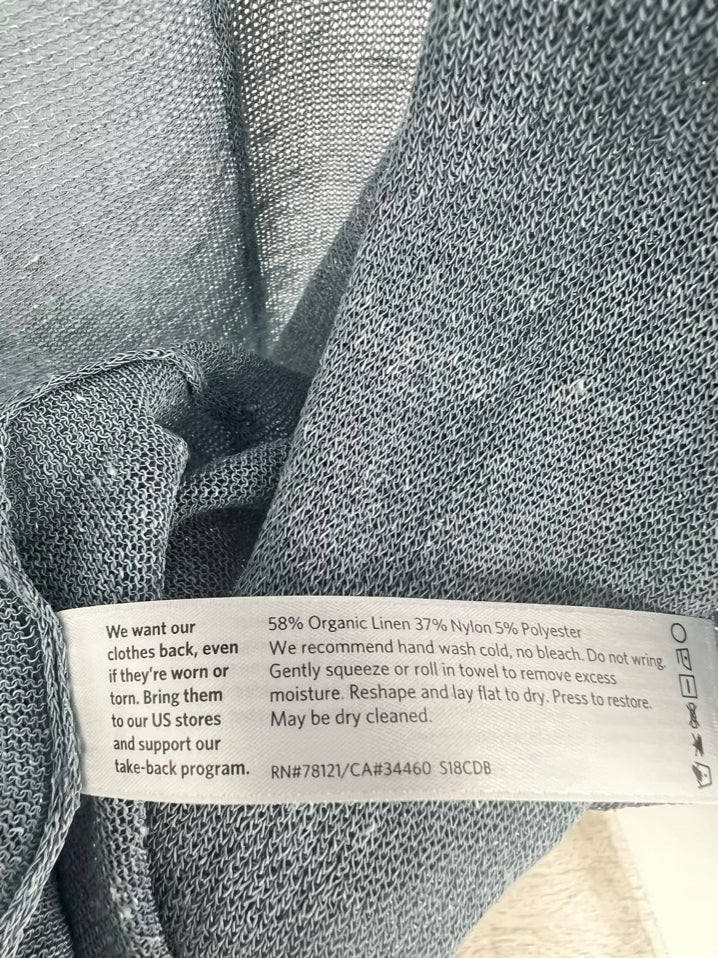 We want our
clothes back, even
if they're worn or
torn. Bring them
to our US stores
and support our
take-back program.
58% Organic Linen 37% Nylon 5% Polyester
We recommend hand wash cold, no bleach. Do not wring.
Gently squeeze or roll in towel to remove excess
moisture. Reshape and lay flat to dry. Press to restore.
May be dry cleaned.
RN#78121/CA#34460 S18CDB